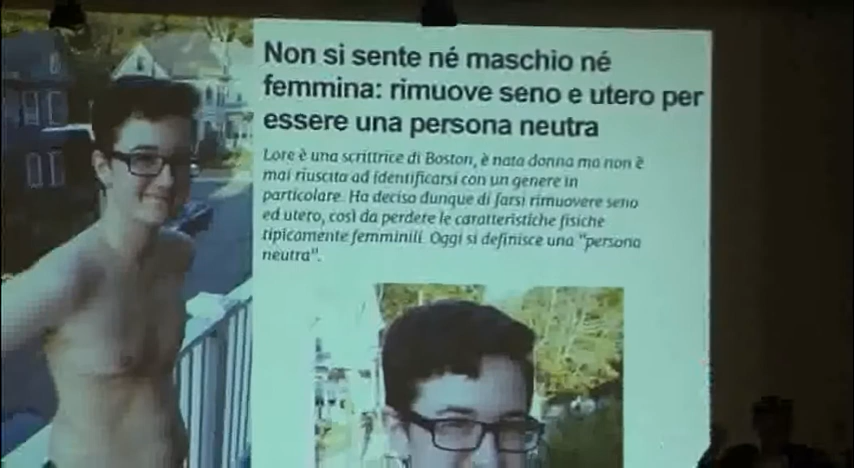 Non si sente né maschio né
femmina: rimuove seno e utero per
essere una persona neutra
Lore è una scrittrice di Boston, è nata donna ma non è
mai riuscita ad identificarsi con un genere in
particolare. Ha deciso dunque di farsi rimuovere seno
ed utero, così da perdere le caratteristiche fisiche
tipicamente femminili. Oggi si definisce una "persona
neutra".